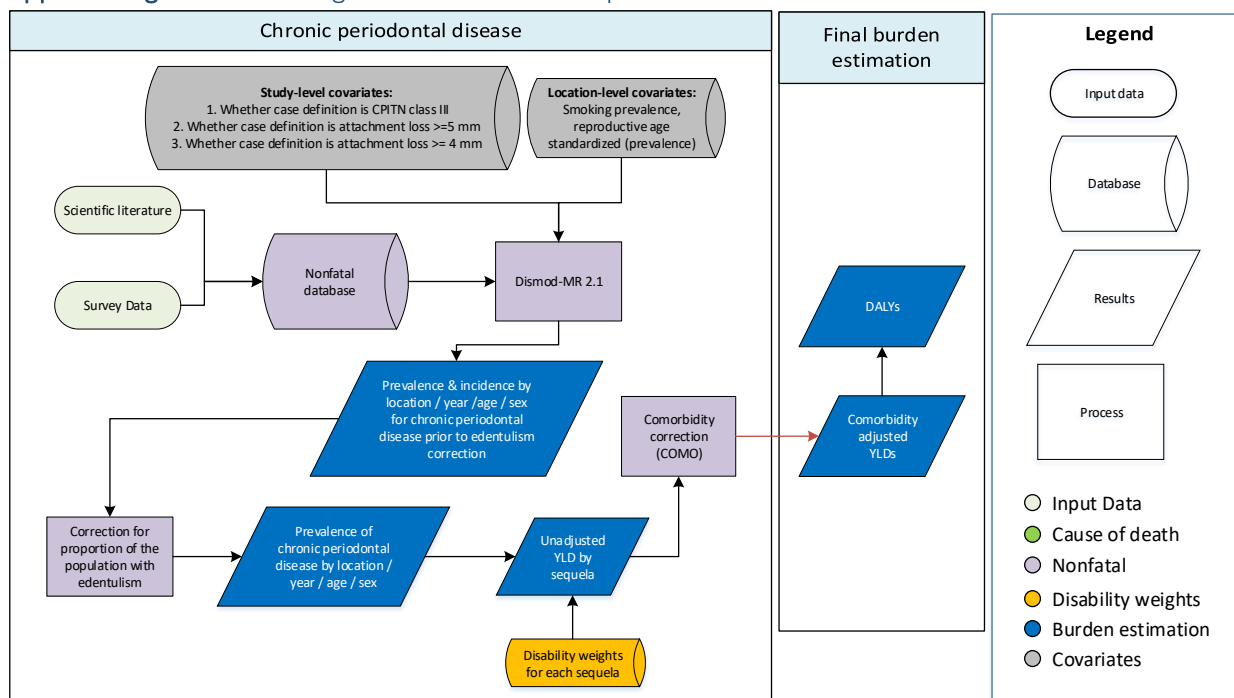 Chronic periodontal disease
Study-level covariates:
1. Whether case definition is CPITN class III
2. Whether case definition is attachment loss >=5 mm
3. Whether case definition is attachment loss >= 4 mm
Location-level covariates:
Smoking prevalence,
reproductive age
standardized (prevalence)
Scientific literature
Survey Data
Nonfatal
database
Dismod-MR 2.1
Prevalence & incidence by
location / year /age / sex
for chronic periodontal
disease prior to edentulism
correction
Correction for
proportion of the
population with
edentulism
Prevalence of
chronic periodontal
disease by location /
year / age / sex
Unadjusted
YLD by
sequela
Disability weights
for each sequela
Comorbidity
correction
(COMO)
Final burden
estimation
DALYs
Comorbidity
adjusted
YLDs
Legend
Input data
Database
Results
Process
Input Data
Cause of death
Nonfatal
Disability weights
Burden estimation
Covariates